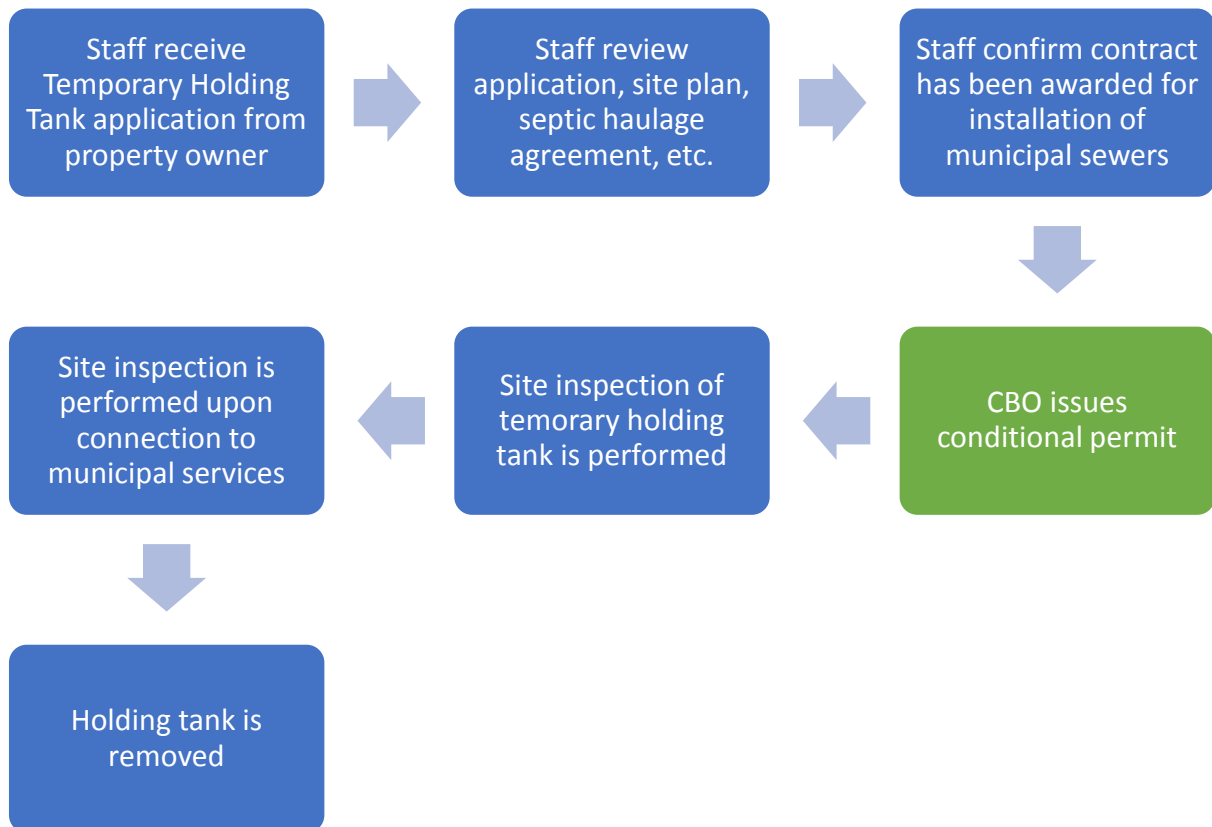 Staff receive
Temporary Holding
Tank application from
property owner
Staff review
application, site plan,
septic haulage
agreement, etc.
Staff confirm contract
has been awarded for
installation of
municipal sewers
CBO issues
conditional permit
Site inspection of
temorary holding
tank is performed
Site inspection is
performed upon
connection to
municipal services
Holding tank is
removed